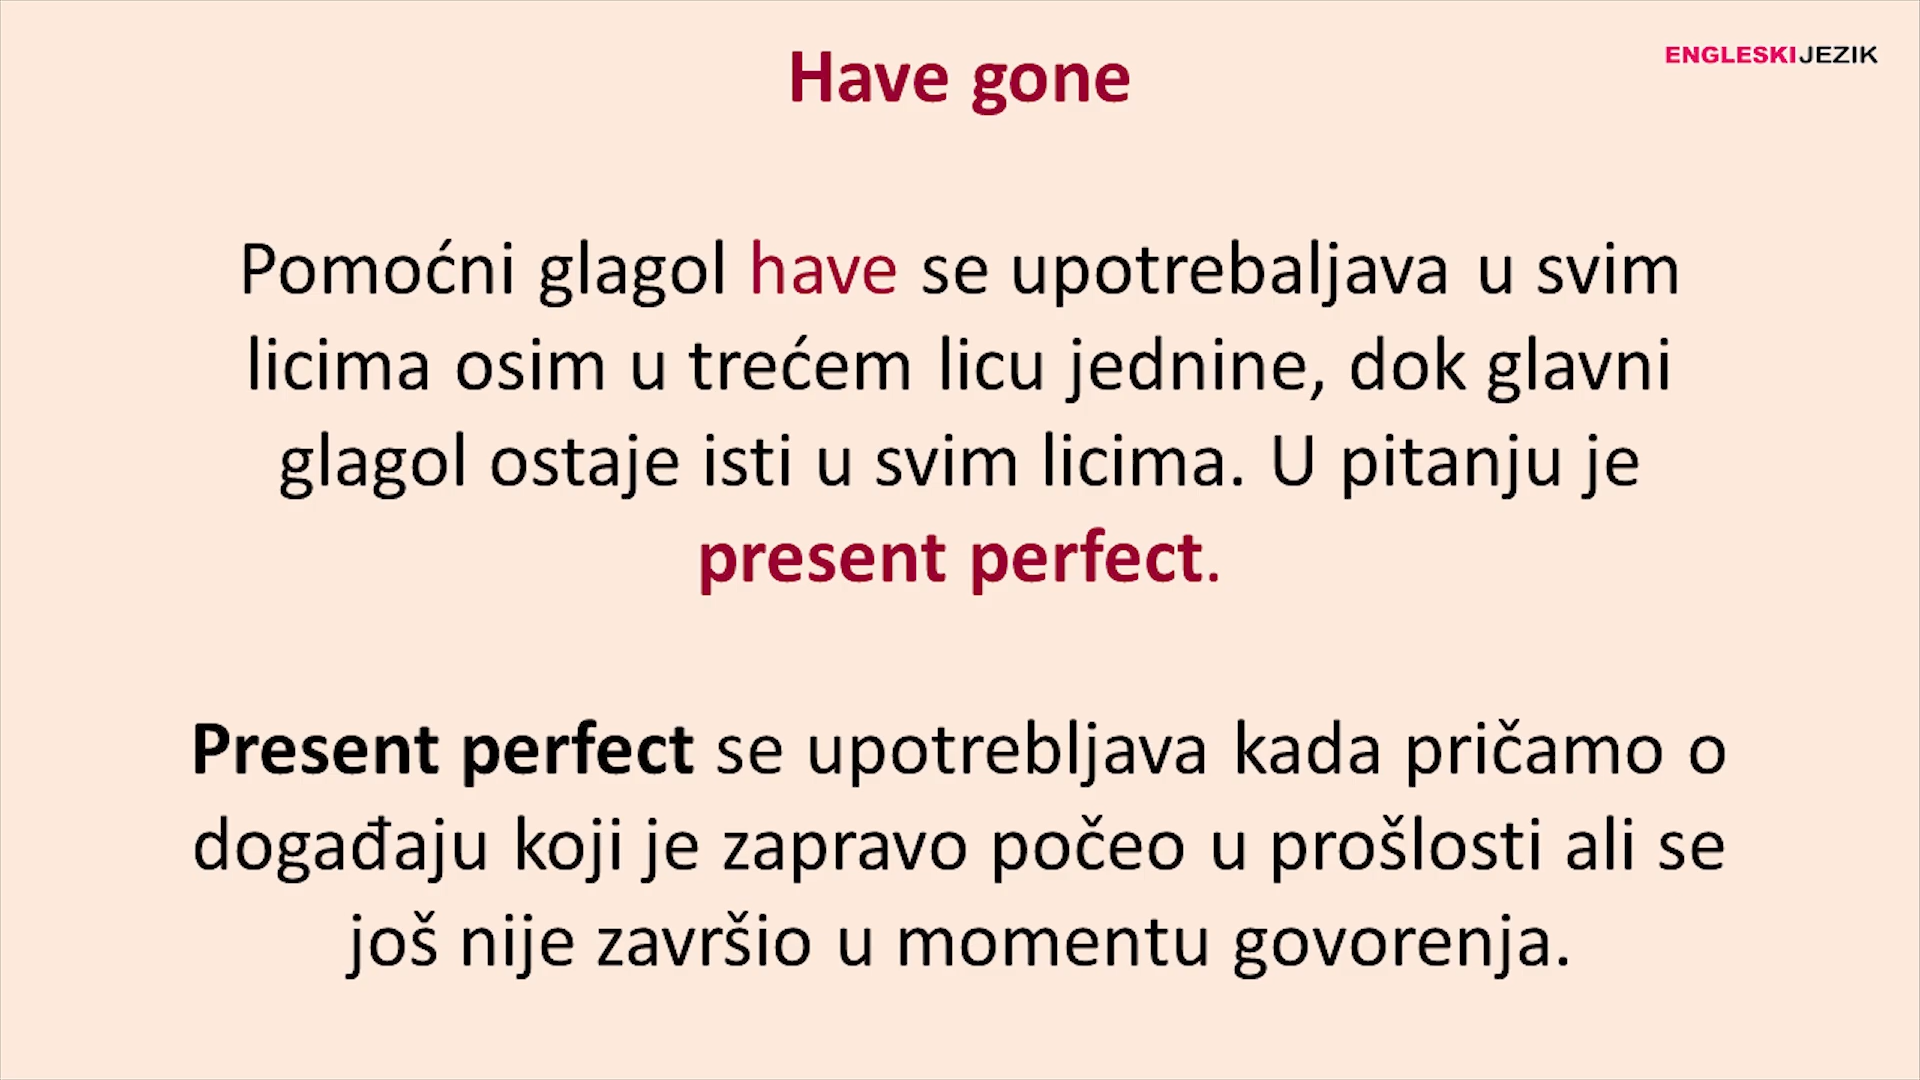 Have gone
ENGLESKIJEZIK
Pomoćni glagol have se upotrebaljava u svim
licima osim u trećem licu jednine, dok glavni
glagol ostaje isti u svim licima. U pitanju je
present perfect.
Present perfect se upotrebljava kada pričamo o
događaju koji je zapravo počeo u prošlosti ali se
još nije završio u momentu govorenja.